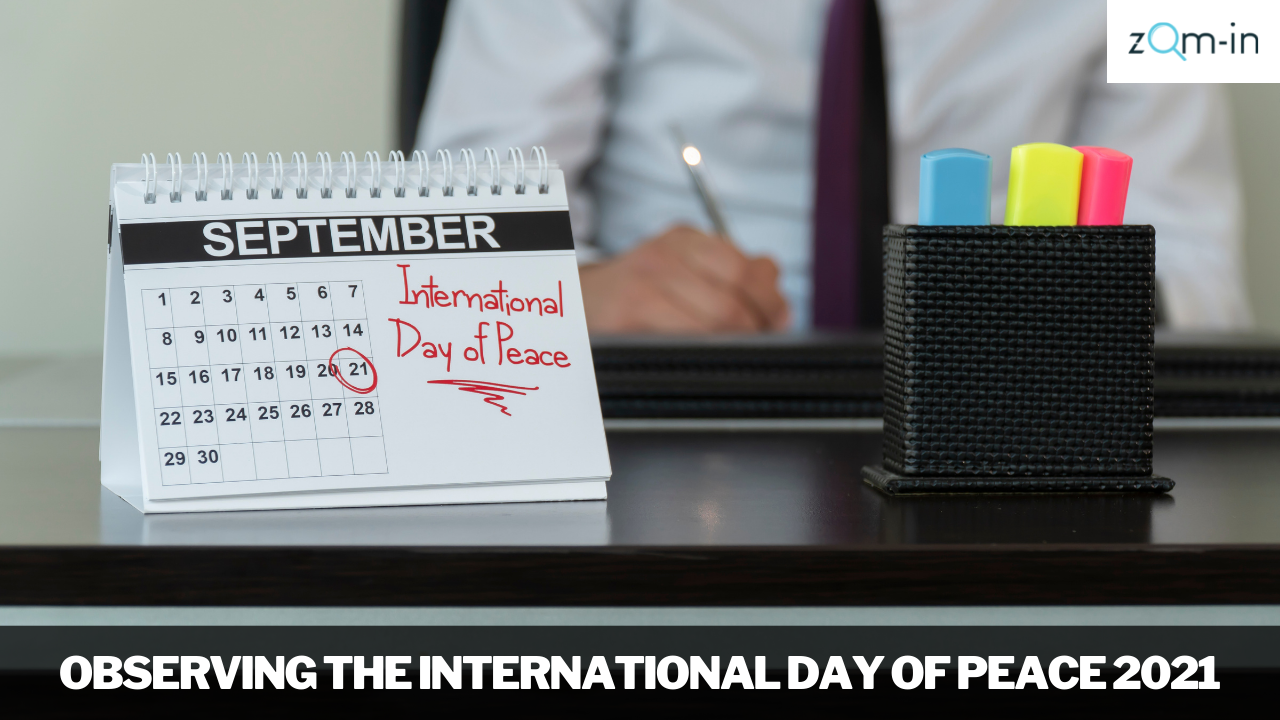 zOm-in
SEPTEMBER
International
Day of Peace
1 2 3 4 5 6 7
8 9 10 11 12 13 14
15 16 17 18 19 20 21
22 23 24 25 26 27 28
29 30
OBSERVING THE INTERNATIONAL DAY OF PEACE 2021